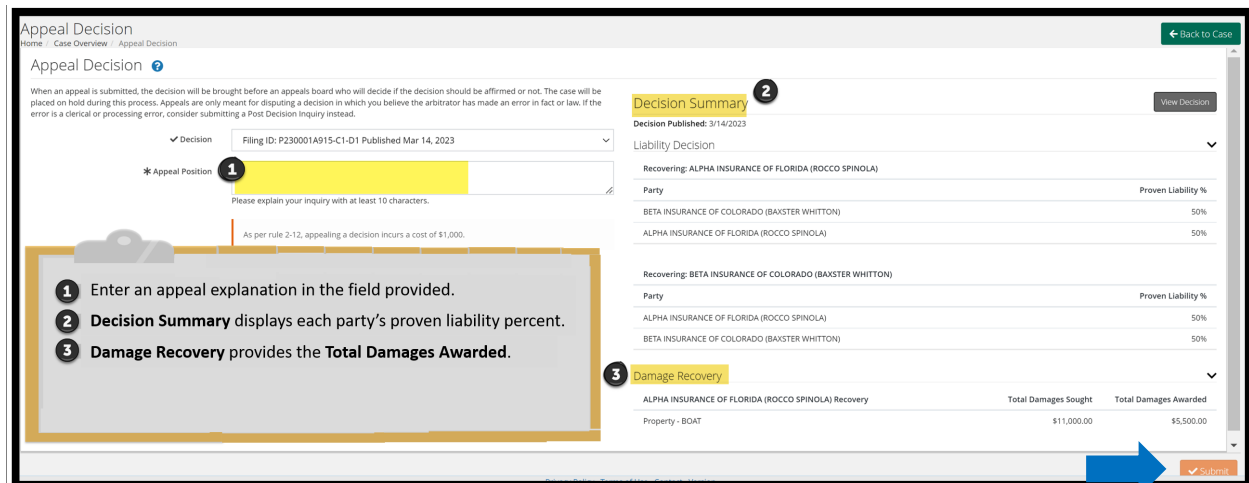 Appeal Decision
Home / Case Overview / Appeal Decision
← Back to Case
Appeal Decision ?
When an appeal is submitted, the decision will be brought before an appeals board who will decide if the decision should be affirmed or not. The case will be
placed on hold during this process. Appeals are only meant for disputing a decision in which you believe the arbitrator has made an error in fact or law. If the
error is a clerical or processing error, consider submitting a Post Decision Inquiry instead.
✓ Decision
Filing ID: P230001A915-C1-D1 Published Mar 14, 2023
* Appeal Position
1
Please explain your inquiry with at least 10 characters.
As per rule 2-12, appealing a decision incurs a cost of $1,000.
1 Enter an appeal explanation in the field provided.
2 Decision Summary displays each party's proven liability percent.
3 Damage Recovery provides the Total Damages Awarded.
Decision Summary 2
View Decision
Decision Published: 3/14/2023
Liability Decision
Recovering: ALPHA INSURANCE OF FLORIDA (ROCCO SPINOLA)
Party Proven Liability %
BETA INSURANCE OF COLORADO (BAXSTER WHITTON) 50%
ALPHA INSURANCE OF FLORIDA (ROCCO SPINOLA) 50%
Recovering: BETA INSURANCE OF COLORADO (BAXSTER WHITTON)
Party Proven Liability %
ALPHA INSURANCE OF FLORIDA (ROCCO SPINOLA) 50%
BETA INSURANCE OF COLORADO (BAXSTER WHITTON) 50%
3 Damage Recovery
ALPHA INSURANCE OF FLORIDA (ROCCO SPINOLA) Recovery Total Damages Sought Total Damages Awarded
Property - BOAT $11,000.00 $5,500.00
✓ Submit